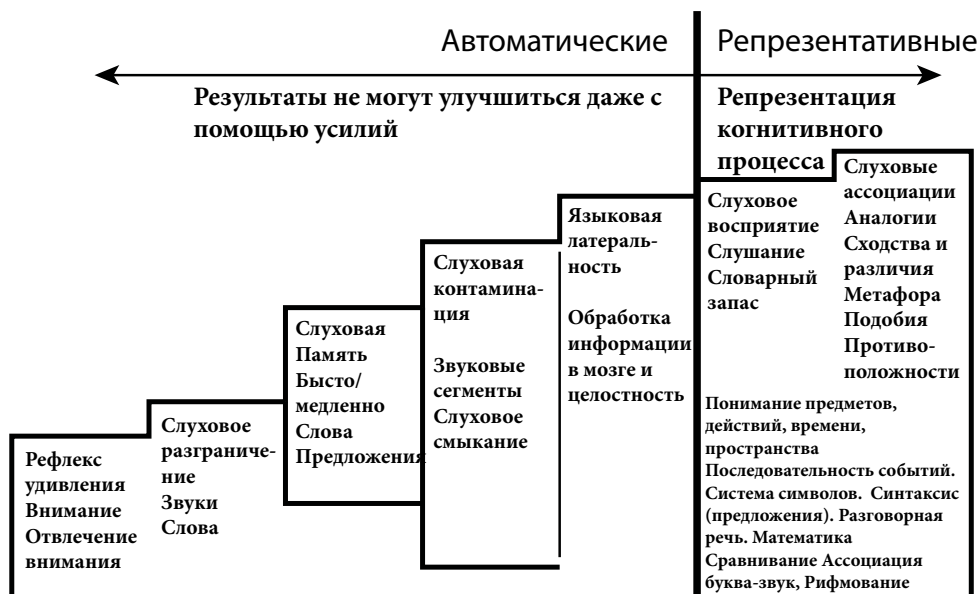 Автоматические
Репрезентативные
Результаты не могут улучшиться даже с
помощью усилий
Репрезентация
когнитивного
процесса
Рефлекс
удивления
Внимание
Отвлечение
внимания
Слуховое
разграниче-
ние
Звуки
Слова
Слуховая
Память
Бысто/
медленно
Слова
Предложения
Слуховая
контамина-
ция
Звуковые
сегменты
Слуховое
смыкание
Языковая
латераль-
ность
Обработка
информации
в мозге и
целостность
Слуховое
восприятие
Слушание
Словарный
запас
Слуховые
ассоциации
Аналогии
Сходства и
различия
Метафора
Подобия
Противо-
положности
Понимание предметов,
действий, времени,
пространства
Последовательность событий.
Система символов. Синтаксис
(предложения). Разговорная
речь. Математика
Сравнивание Ассоциация
буква-звук, Рифмование